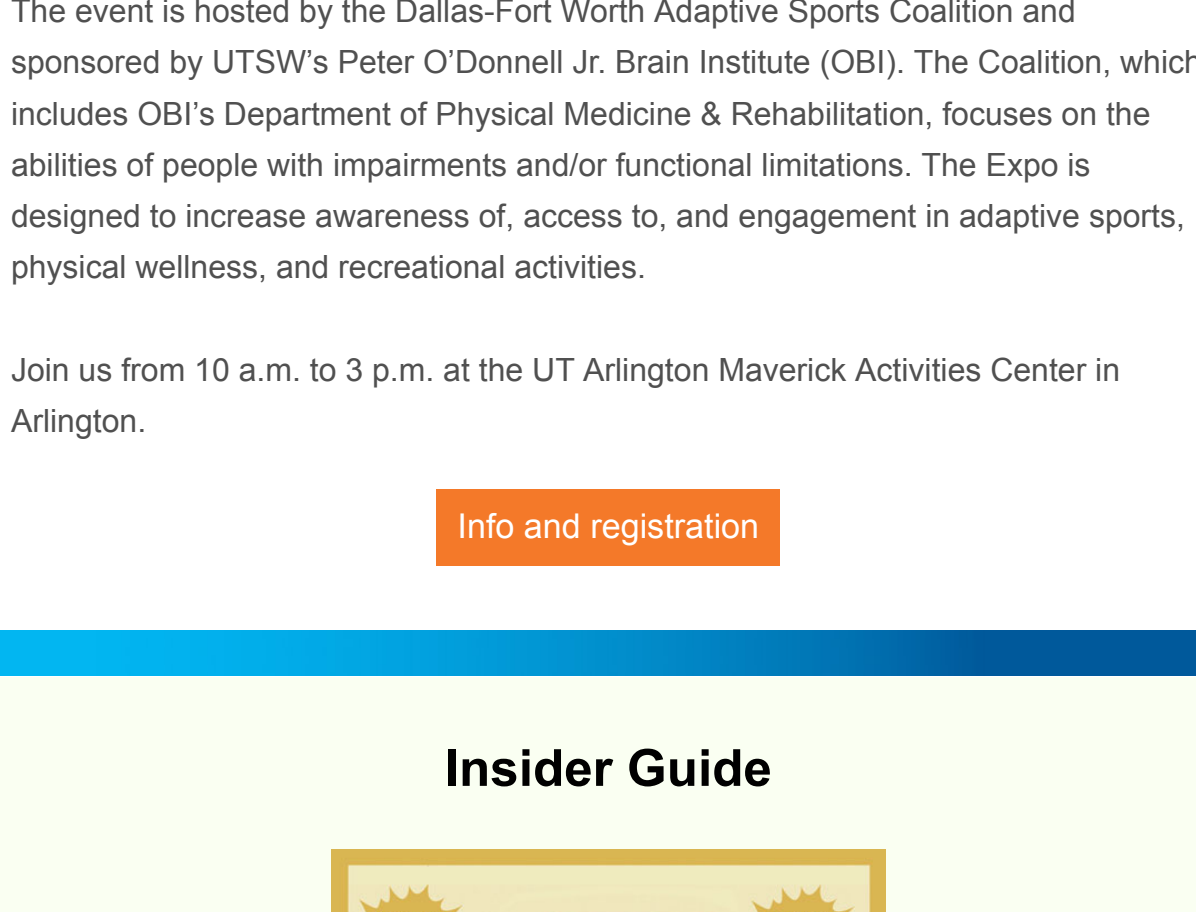 The event is hosted by the Dallas-Fort Worth Adaptive Sports Coalition and
sponsored by UTSW’s Peter O’Donnell Jr. Brain Institute (OBI). The Coalition, which
includes OBI’s Department of Physical Medicine & Rehabilitation, focuses on the
abilities of people with impairments and/or functional limitations. The Expo is
designed to increase awareness of, access to, and engagement in adaptive sports,
physical wellness, and recreational activities.
Join us from 10 a.m. to 3 p.m. at the UT Arlington Maverick Activities Center in
Arlington.
Info and registration
Insider Guide